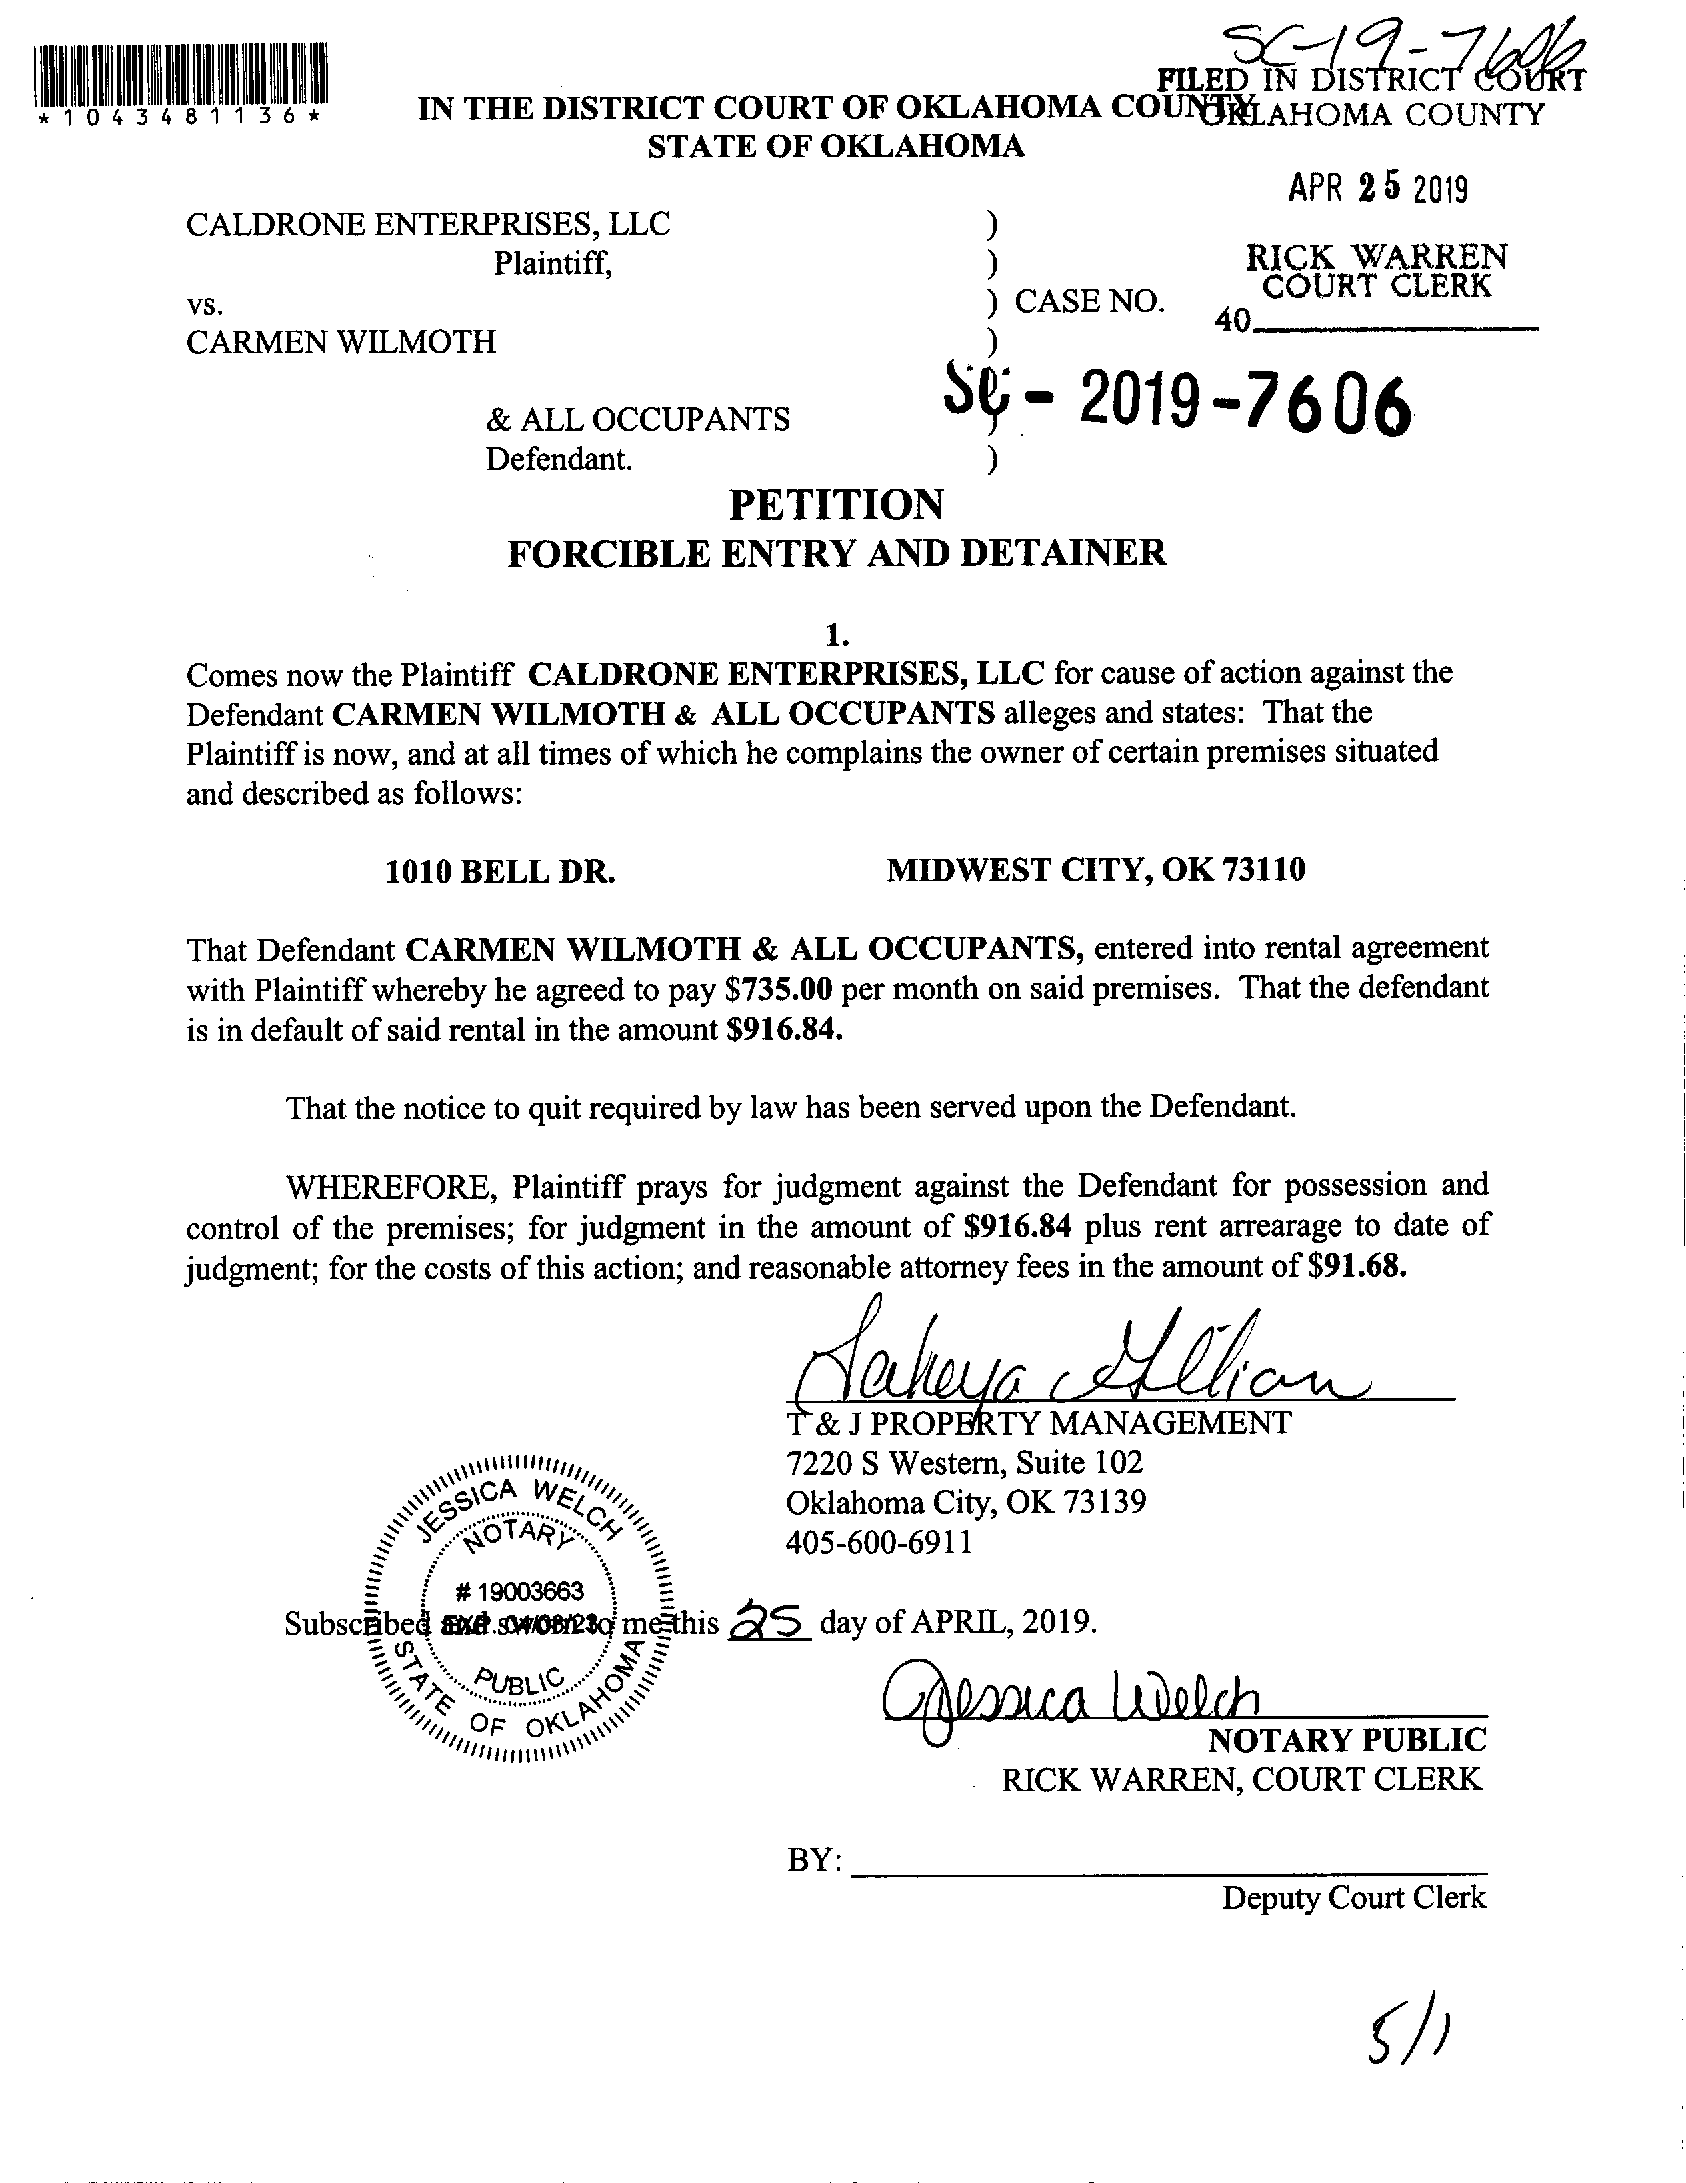 SC-19-7606
FILED IN DISTRICT COURT
OKLAHOMA COUNTY
*1043481136*
IN THE DISTRICT COURT OF OKLAHOMA COUNTY
STATE OF OKLAHOMA
APR 25 2019
RICK WARREN
COURT CLERK
40
CALDRONE ENTERPRISES, LLC )
Plaintiff, )
vs. ) CASE NO.
CARMEN WILMOTH )
SC - 2019-7606
& ALL OCCUPANTS )
Defendant. )
PETITION
FORCIBLE ENTRY AND DETAINER
1.
Comes now the Plaintiff CALDRONE ENTERPRISES, LLC for cause of action against the
Defendant CARMEN WILMOTH & ALL OCCUPANTS alleges and states: That the
Plaintiff is now, and at all times of which he complains the owner of certain premises situated
and described as follows:
1010 BELL DR. MIDWEST CITY, OK 73110
That Defendant CARMEN WILMOTH & ALL OCCUPANTS, entered into rental agreement
with Plaintiff whereby he agreed to pay $735.00 per month on said premises. That the defendant
is in default of said rental in the amount $916.84.
That the notice to quit required by law has been served upon the Defendant.
WHEREFORE, Plaintiff prays for judgment against the Defendant for possession and
control of the premises; for judgment in the amount of $916.84 plus rent arrearage to date of
judgment; for the costs of this action; and reasonable attorney fees in the amount of $91.68.
T & J PROPERTY MANAGEMENT
7220 S Western, Suite 102
Oklahoma City, OK 73139
405-600-6911
JESSICA WELCH
NOTARY
# 19003663
EXP. 04/08/23
PUBLIC
STATE OF OKLAHOMA
Subscribed and sworn to me this 25 day of APRIL, 2019.
Jessica Welch
NOTARY PUBLIC
RICK WARREN, COURT CLERK
BY:
Deputy Court Clerk
5/1